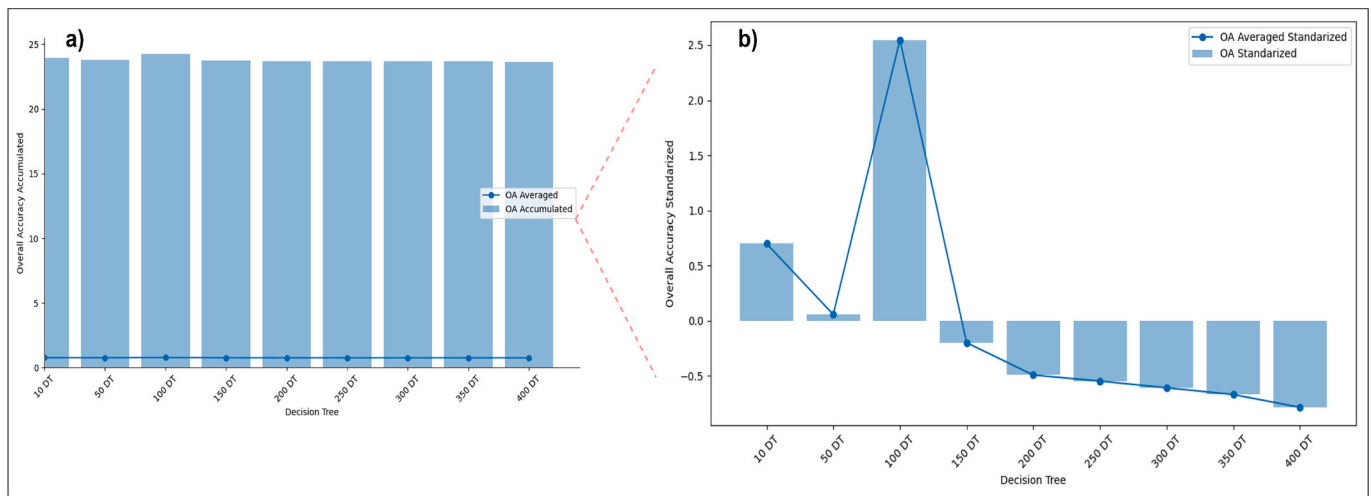 a)
Overall Accuracy Accumulated
25
20
15
10
5
0
OA Averaged
OA Accumulated
10 DT
50 DT
100 DT
150 DT
200 DT
250 DT
300 DT
350 DT
400 DT
Decision Tree
b)
Overall Accuracy Standarized
2.5
2.0
1.5
1.0
0.5
0.0
−0.5
OA Averaged Standarized
OA Standarized
10 DT
50 DT
100 DT
150 DT
200 DT
250 DT
300 DT
350 DT
400 DT
Decision Tree